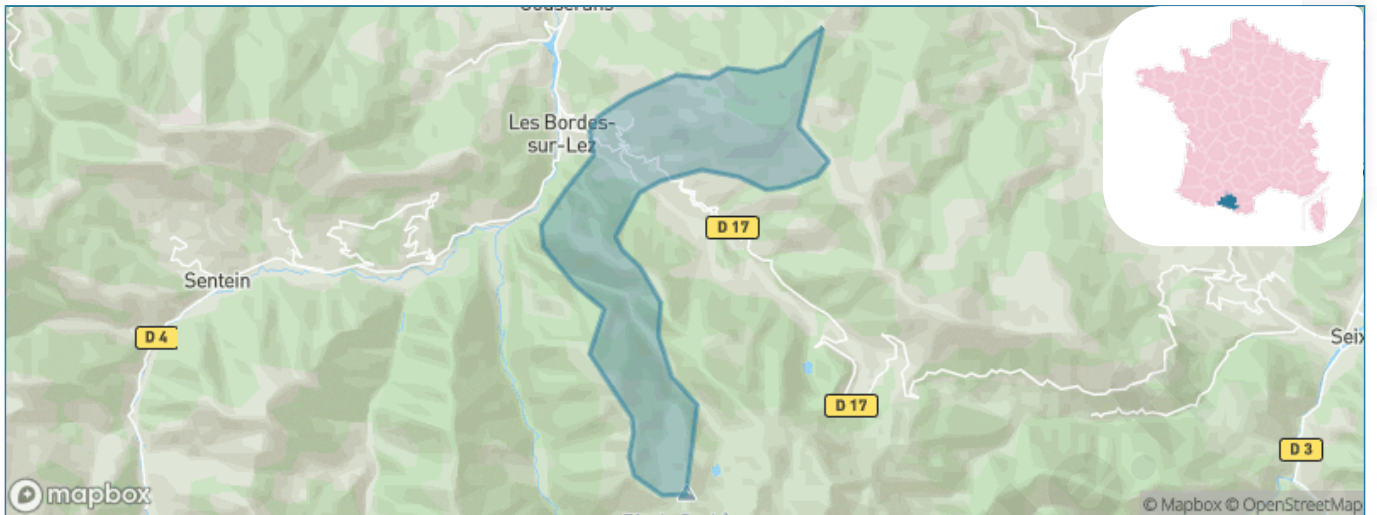 Les Bordes-
sur-Lez
D 17
Sentein
D 4
Seix
D 17
D 3
mapbox
© Mapbox © OpenStreetMap